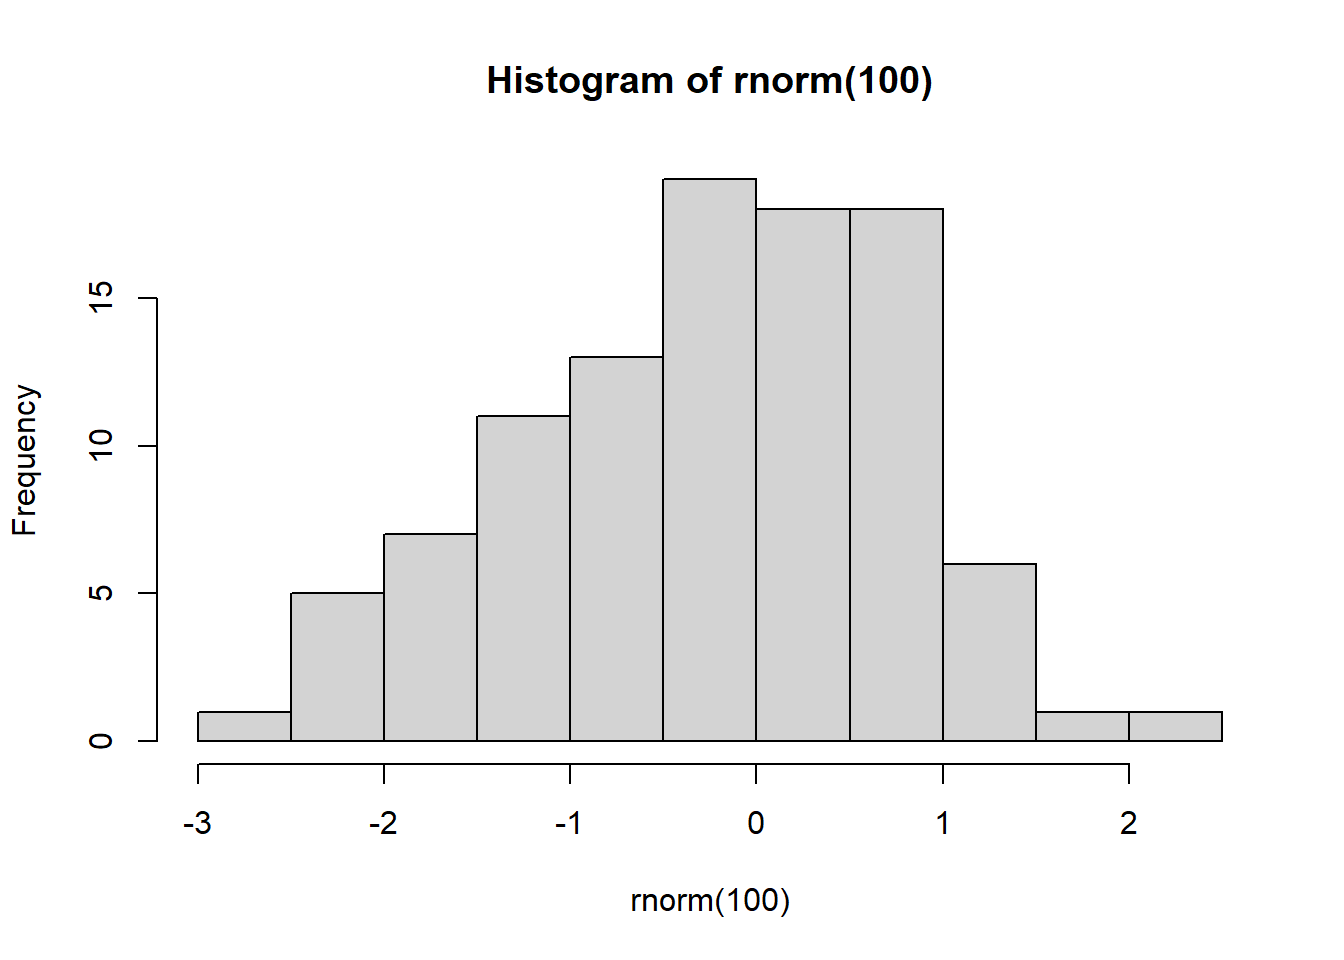 Histogram of rnorm(100)
Frequency
15
10
5
0
-3 -2 -1 0 1 2
rnorm(100)